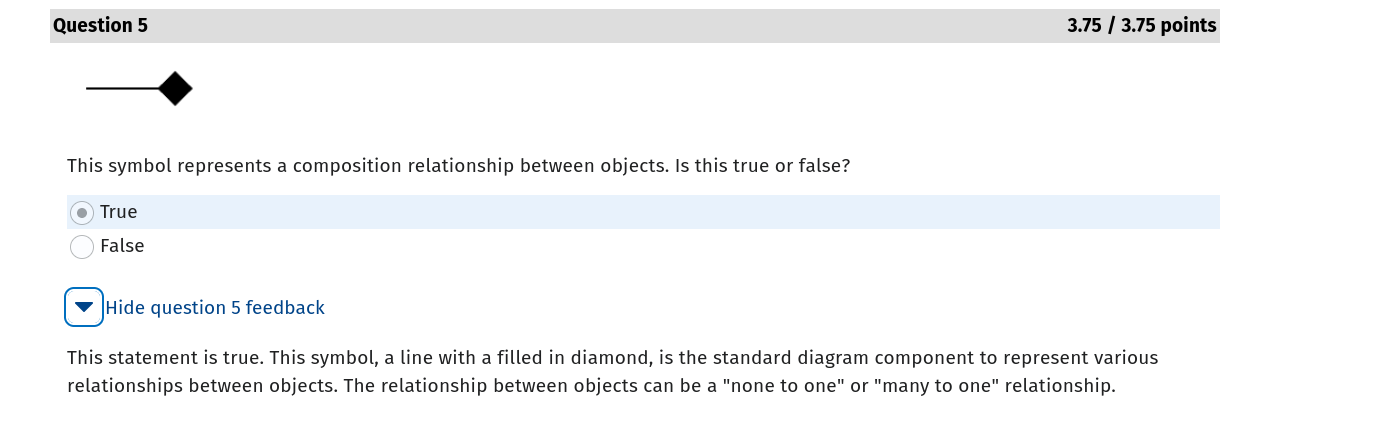 Question 5 3.75 / 3.75 points
This symbol represents a composition relationship between objects. Is this true or false?
True
False
Hide question 5 feedback
This statement is true. This symbol, a line with a filled in diamond, is the standard diagram component to represent various
relationships between objects. The relationship between objects can be a "none to one" or "many to one" relationship.